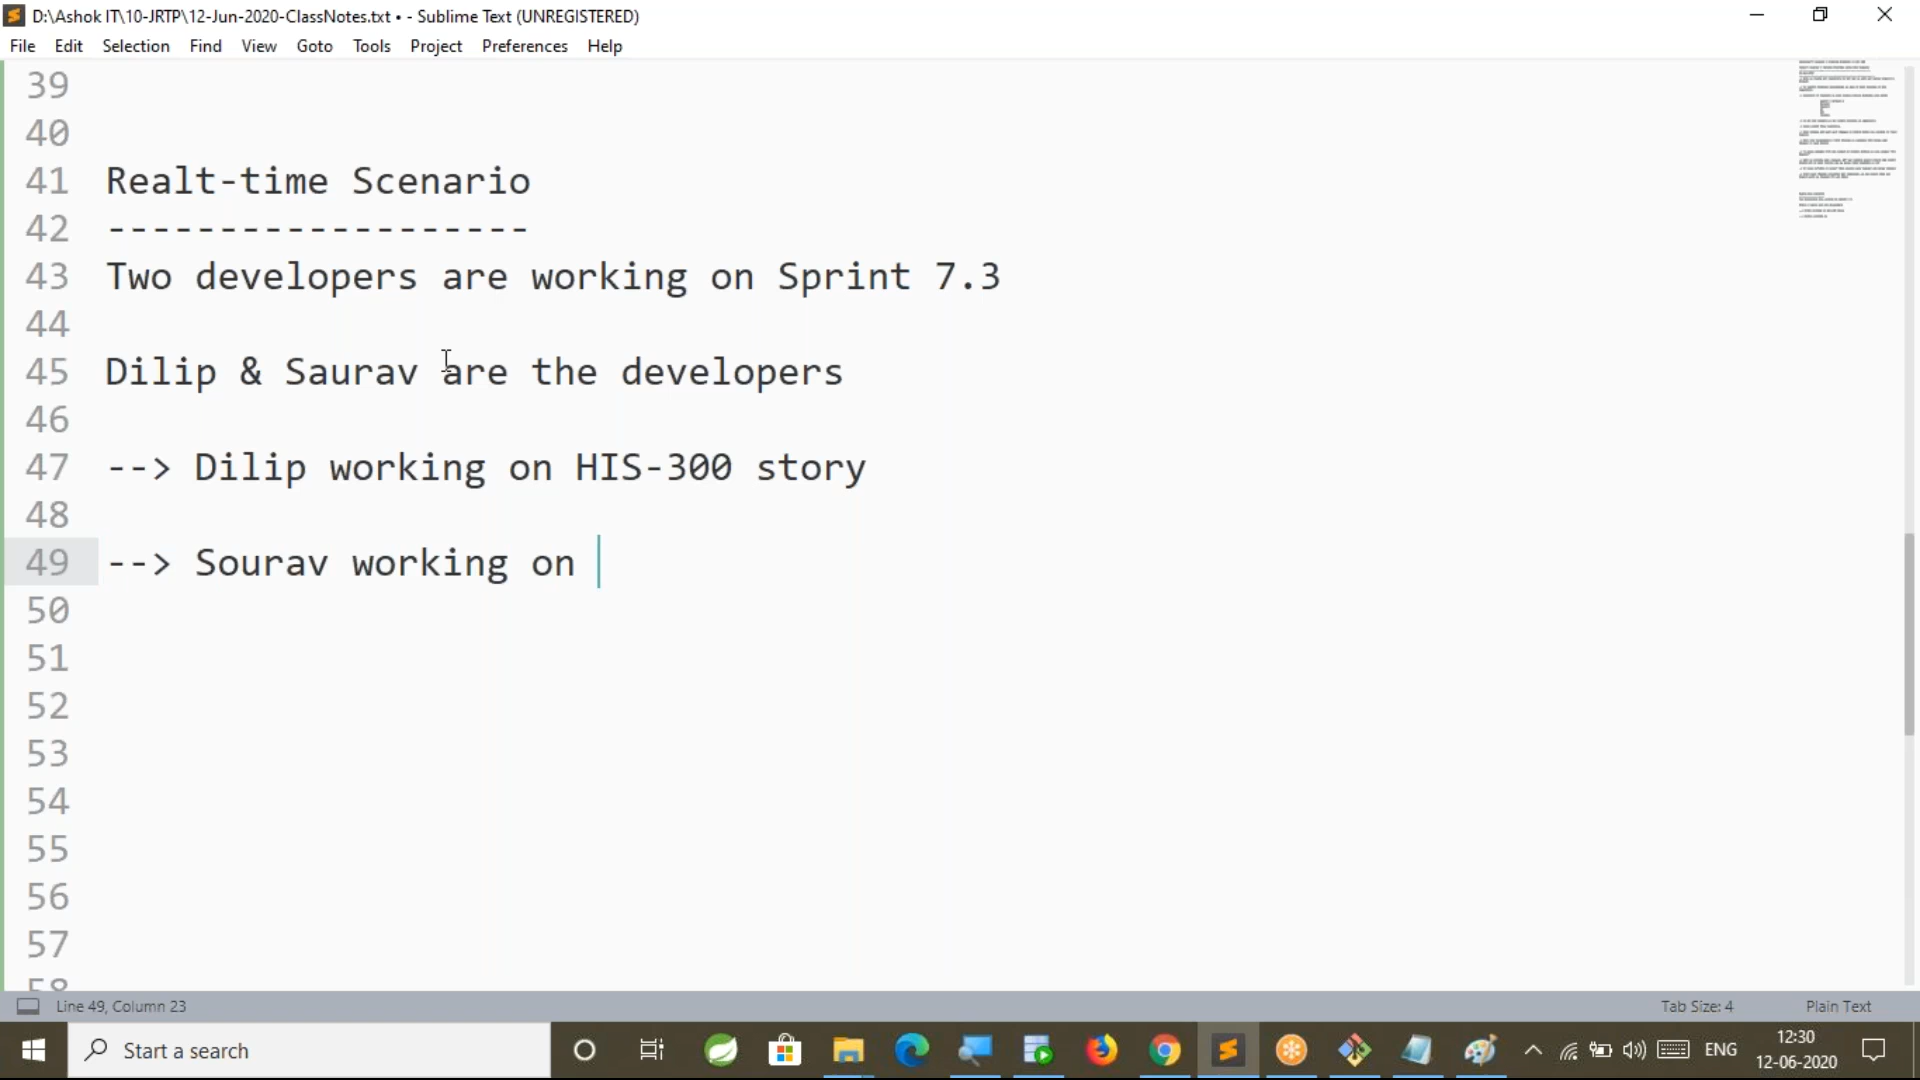 D:\Ashok IT\10-JRTP\12-Jun-2020-ClassNotes.txt • - Sublime Text (UNREGISTERED)
File Edit Selection Find View Goto Tools Project Preferences Help
39
40
41 Realt-time Scenario
42 -------------------
43 Two developers are working on Sprint 7.3
44
45 Dilip & Saurav are the developers
46
47 --> Dilip working on HIS-300 story
48
49 --> Sourav working on
50
51
52
53
54
55
56
57
58
Line 49, Column 23 Tab Size: 4 Plain Text
Start a search ENG 12:30
12-06-2020